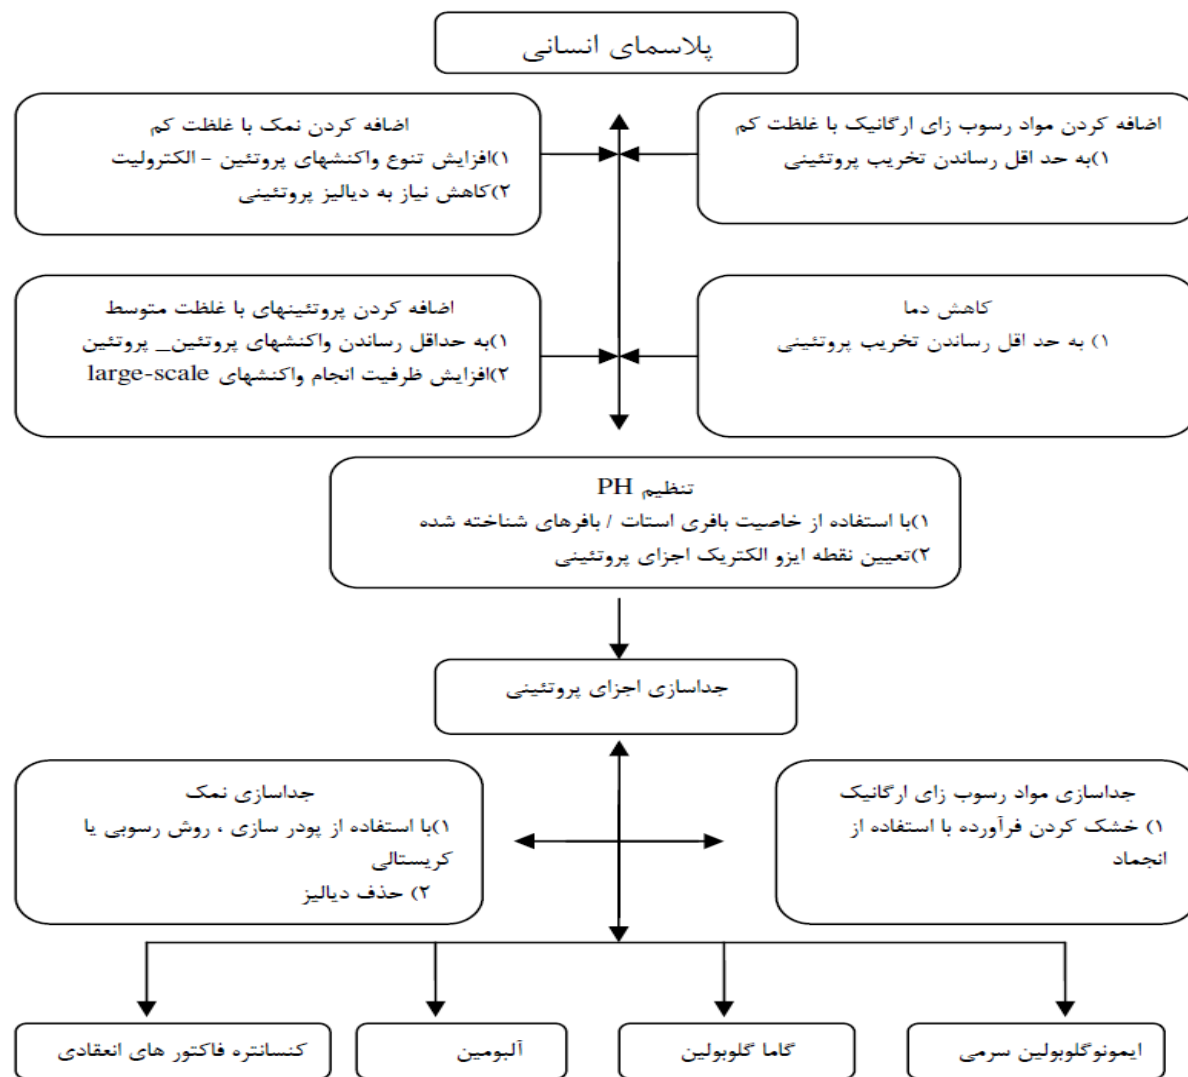 پلاسمای انسانی
اضافه کردن مواد رسوب زای ارگانیک با غلظت کم
۱)به حد اقل رساندن تخریب پروتئینی
اضافه کردن نمک با غلظت کم
۱)افزایش تنوع واکنشهای پروتئین - الکترولیت
۲)کاهش نیاز به دیالیز پروتئینی
کاهش دما
۱) به حد اقل رساندن تخریب پروتئینی
اضافه کردن پروتئینهای با غلظت متوسط
۱)به حداقل رساندن واکنشهای پروتئین_ پروتئین
۲)افزایش ظرفیت انجام واکنشهای large-scale
تنظیم PH
۱)با استفاده از خاصیت بافری استات / بافرهای شناخته شده
۲)تعیین نقطه ایزو الکتریک اجزای پروتئینی
جداسازی اجزای پروتئینی
جداسازی مواد رسوب زای ارگانیک
۱) خشک کردن فرآورده با استفاده از
انجماد
جداسازی نمک
۱)با استفاده از پودر سازی ، روش رسوبی یا
کریستالی
۲) حذف دیالیز
ایمونوگلوبولین سرمی
گاما گلوبولین
آلبومین
کنسانتره فاکتور های انعقادی